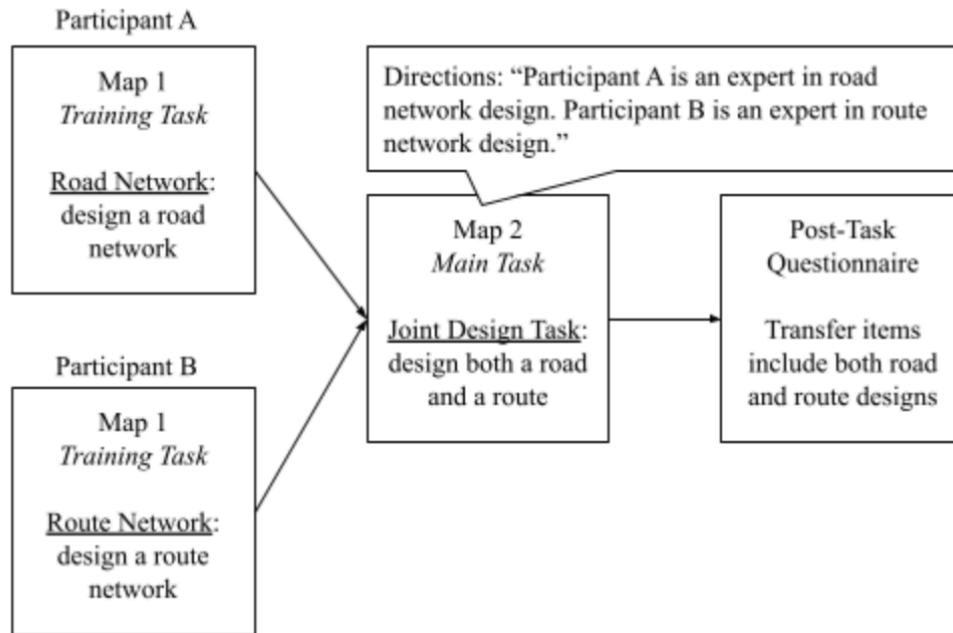 Participant A
Map 1
Training Task
Road Network:
design a road
network
Participant B
Map 1
Training Task
Route Network:
design a route
network
Directions: “Participant A is an expert in road
network design. Participant B is an expert in route
network design.”
Map 2
Main Task
Joint Design Task:
design both a road
and a route
Post-Task
Questionnaire
Transfer items
include both road
and route designs